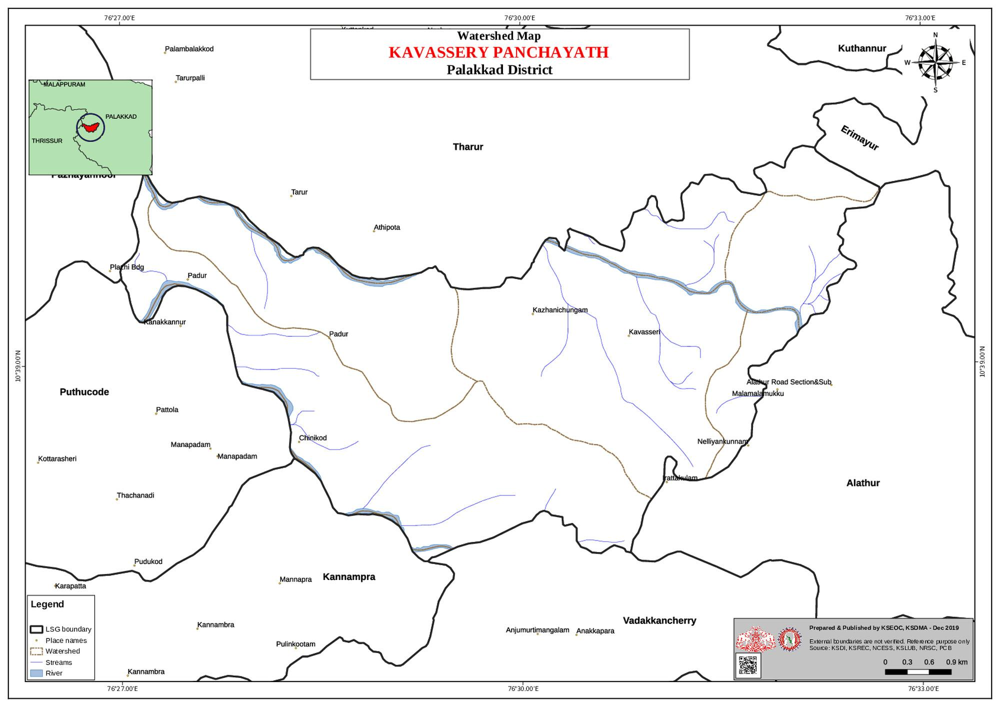 76°27.00'E
76°30.00'E
76°33.00'E
Watershed Map
KAVASSERY PANCHAYATH
Palakkad District
Palambalakkod
Tarurpalli
Kuthannur
N
W
E
S
MALAPPURAM
PALAKKAD
THRISSUR
Tharur
Erimayur
Pazhayannoor
Tarur
Athipota
Plazhi Bdg
Padur
Kanakkannur
Kazhanichungam
Kavasseri
Padur
10°39.00'N
10°39.00'N
Alathur Road Section&Sub
Malamalamukku
Puthucode
Pattola
Chinikod
Nelliyankunnam
Manapadam
Manapadam
Kottarasheri
Irattakulam
Alathur
Thachanadi
Pudukod
Karapatta
Mannapra
Kannampra
Vadakkancherry
Kannambra
Anjumurtimangalam
Anakkapara
Pulinkootam
Kannambra
Legend
LSG boundary
Place names
Watershed
Streams
River
Prepared & Published by KSEOC, KSDMA - Dec 2019
External boundaries are not verified. Reference purpose only
Source: KSDI, KSREC, NCESS, KSLUB, NRSC, PCB
0 0.3 0.6 0.9 km
76°27.00'E
76°30.00'E
76°33.00'E